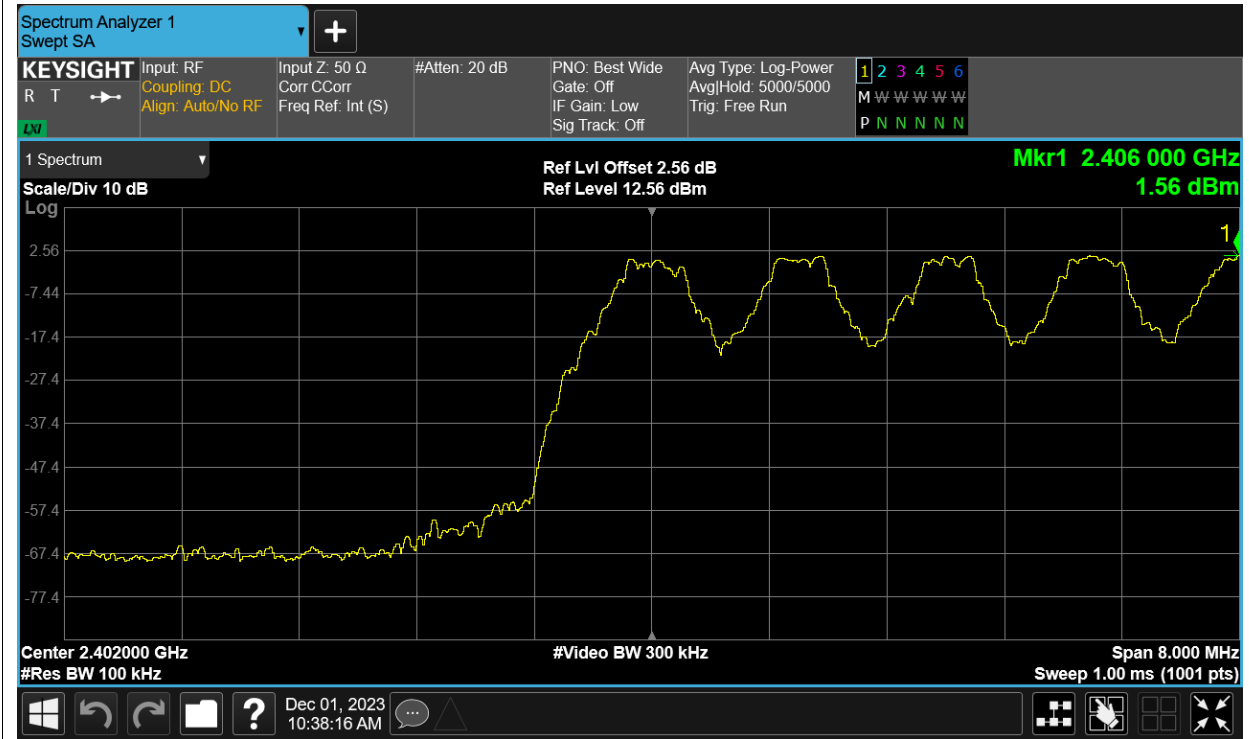 Spectrum Analyzer 1
Swept SA
KEYSIGHT
R T
LXI
Input: RF
Coupling: DC
Align: Auto/No RF
Input Z: 50 Ω
Corr CCorr
Freq Ref: Int (S)
#Atten: 20 dB
PNO: Best Wide
Gate: Off
IF Gain: Low
Sig Track: Off
Avg Type: Log-Power
Avg|Hold: 5000/5000
Trig: Free Run
1 2 3 4 5 6
M W W W W W
P N N N N N
1 Spectrum
Scale/Div 10 dB
Log
Ref Lvl Offset 2.56 dB
Ref Level 12.56 dBm
Mkr1 2.406 000 GHz
1.56 dBm
1
2.56
-7.44
-17.4
-27.4
-37.4
-47.4
-57.4
-67.4
-77.4
Center 2.402000 GHz
#Video BW 300 kHz
Span 8.000 MHz
#Res BW 100 kHz
Sweep 1.00 ms (1001 pts)
?
Dec 01, 2023
10:38:16 AM